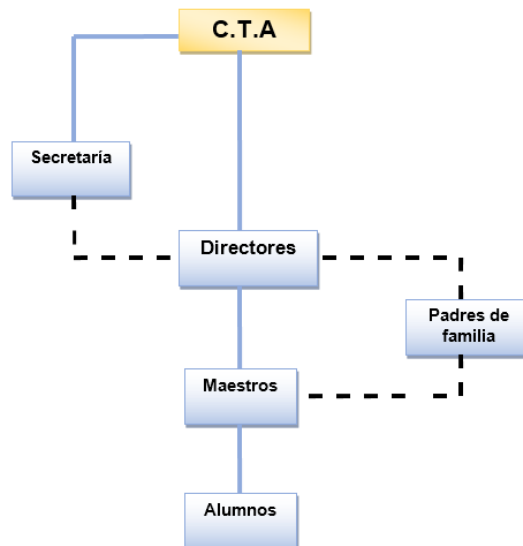 C.T.A
Secretaría
Directores
Padres de
familia
Maestros
Alumnos